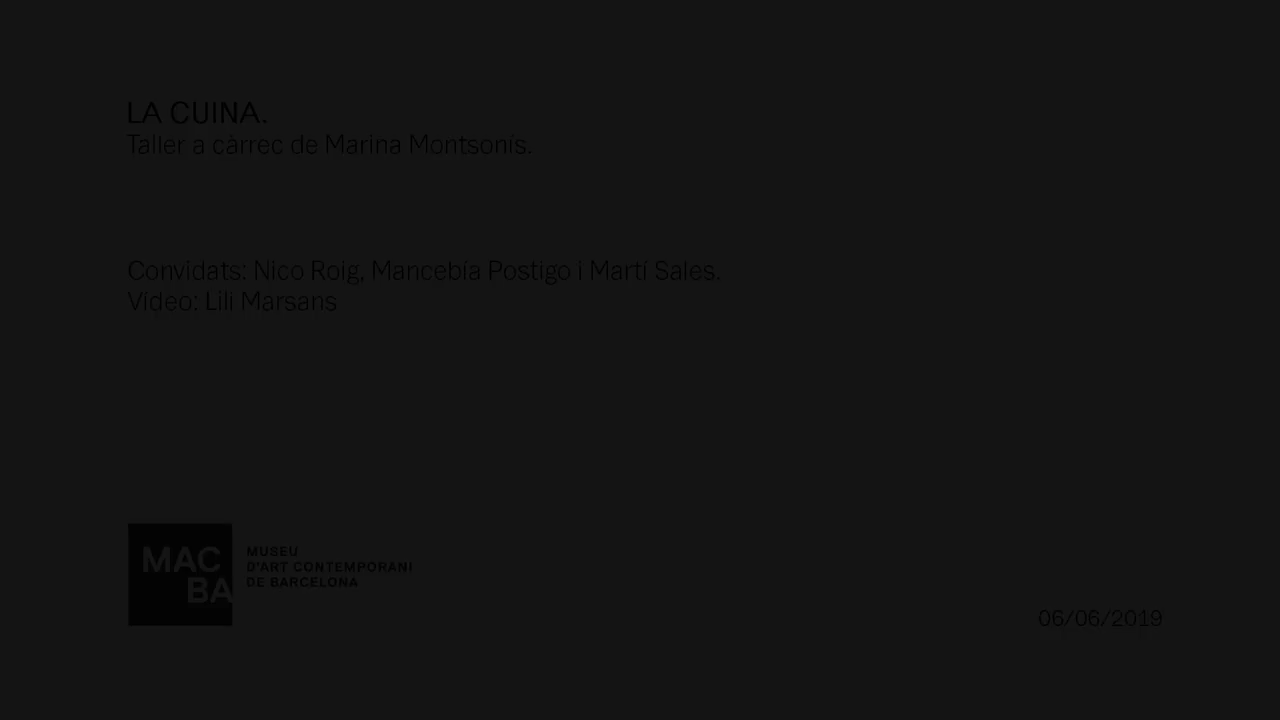 LA CUINA.
Taller a càrrec de Marina Montsonís.
Convidats: Nico Roig, Mancebía Postigo i Martí Sales.
Vídeo: Lili Marsans
MAC
BA
MUSEU
D'ART CONTEMPORANI
DE BARCELONA
06/06/2019